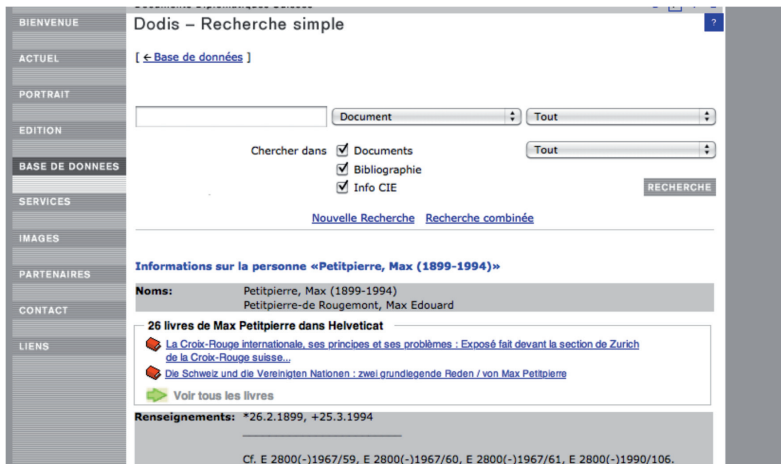 BIENVENUE
ACTUEL
PORTRAIT
EDITION
BASE DE DONNEES
SERVICES
IMAGES
PARTENAIRES
CONTACT
LIENS
Dodis – Recherche simple
?
[ ← Base de données ]
Document
Tout
Chercher dans
Documents
Tout
Bibliographie
Info CIE
RECHERCHE
Nouvelle Recherche Recherche combinée
Informations sur la personne «Petitpierre, Max (1899-1994)»
Noms: Petitpierre, Max (1899-1994)
Petitpierre-de Rougemont, Max Edouard
26 livres de Max Petitpierre dans Helveticat
La Croix-Rouge internationale, ses principes et ses problèmes : Exposé fait devant la section de Zurich
de la Croix-Rouge suisse...
Die Schweiz und die Vereinigten Nationen : zwei grundlegende Reden / von Max Petitpierre
Voir tous les livres
Renseignements: *26.2.1899, +25.3.1994
Cf. E 2800(-)1967/59, E 2800(-)1967/60, E 2800(-)1967/61, E 2800(-)1990/106.